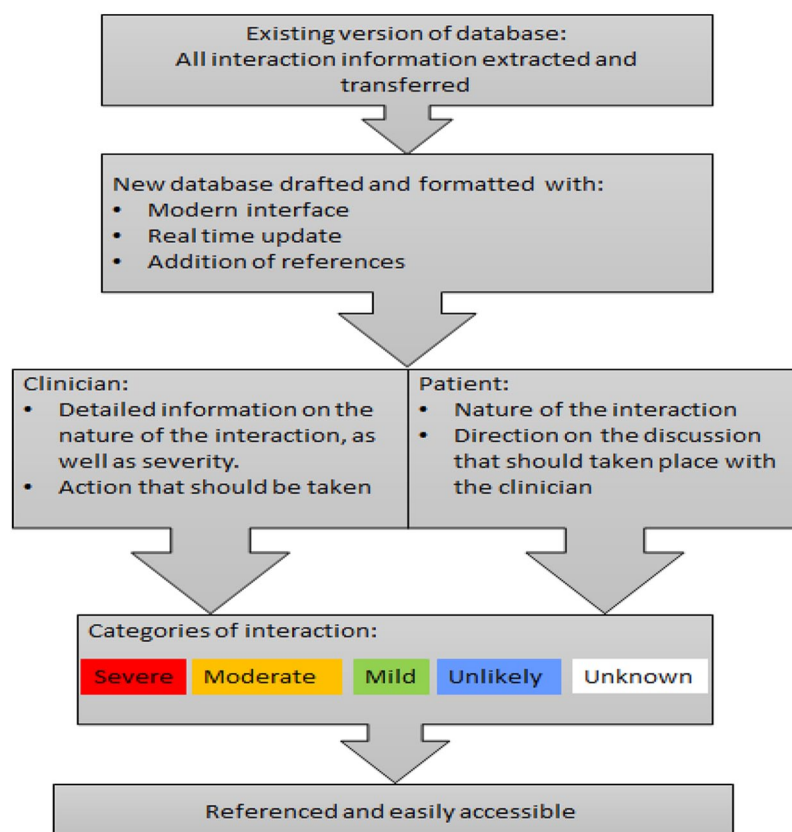 Existing version of database:
All interaction information extracted and
transferred
New database drafted and formatted with:
• Modern interface
• Real time update
• Addition of references
Clinician:
• Detailed information on the
nature of the interaction, as
well as severity.
• Action that should be taken
Patient:
• Nature of the interaction
• Direction on the discussion
that should taken place with
the clinician
Categories of interaction:
Severe Moderate Mild Unlikely Unknown
Referenced and easily accessible